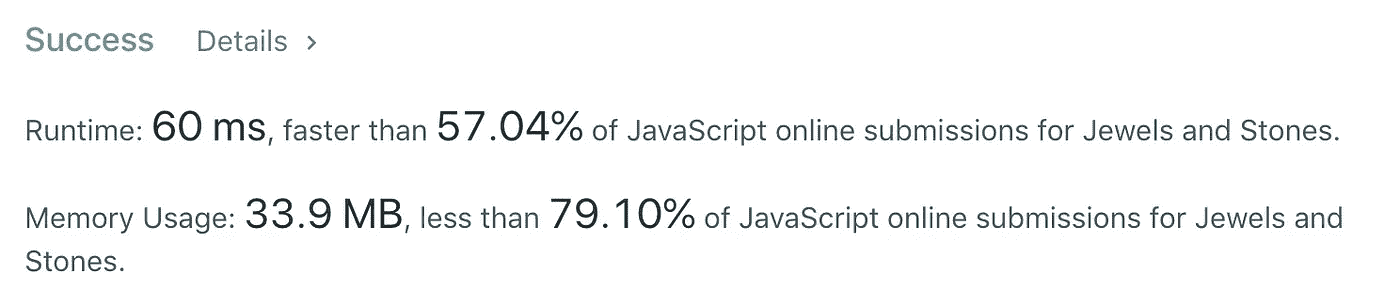 Success Details >
Runtime: 60 ms, faster than 57.04% of JavaScript online submissions for Jewels and Stones.
Memory Usage: 33.9 MB, less than 79.10% of JavaScript online submissions for Jewels and
Stones.